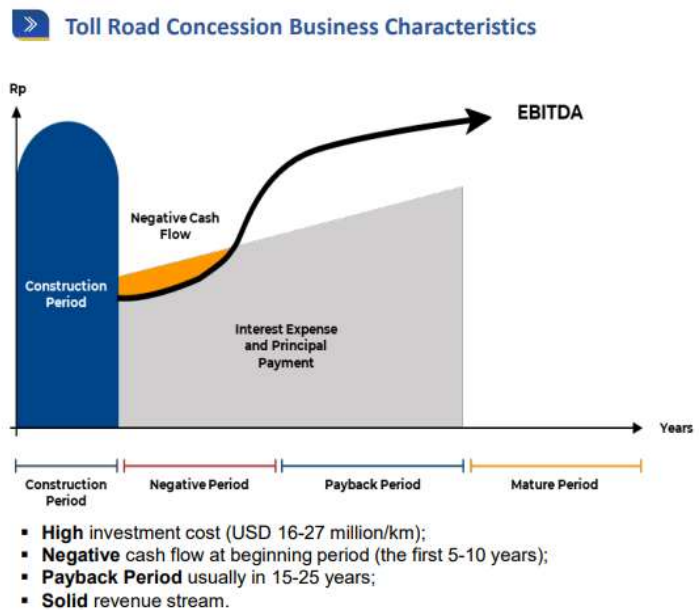 Toll Road Concession Business Characteristics
Rp
EBITDA
Negative Cash
Flow
Construction
Period
Interest Expense
and Principal
Payment
Years
Construction
Period
Negative Period
Payback Period
Mature Period
▪ High investment cost (USD 16-27 million/km);
▪ Negative cash flow at beginning period (the first 5-10 years);
▪ Payback Period usually in 15-25 years;
▪ Solid revenue stream.